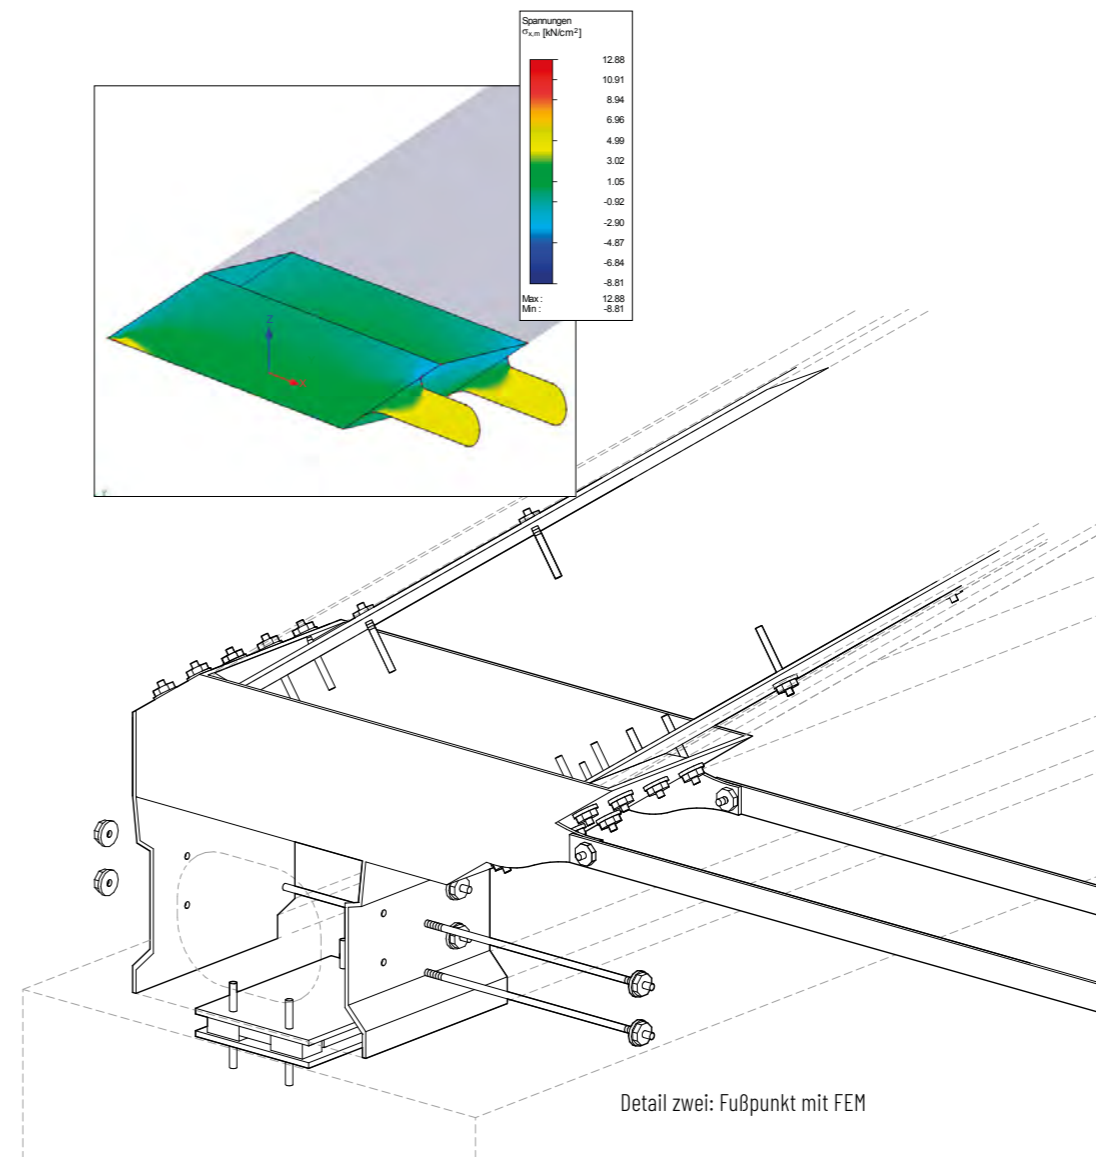 Spannungen
σx,m [kN/cm²]
12.88
10.91
8.94
6.96
4.99
3.02
1.05
-0.92
-2.90
-4.87
-6.84
-8.81
Max : 12.88
Min : -8.81
Z
Detail zwei: Fußpunkt mit FEM